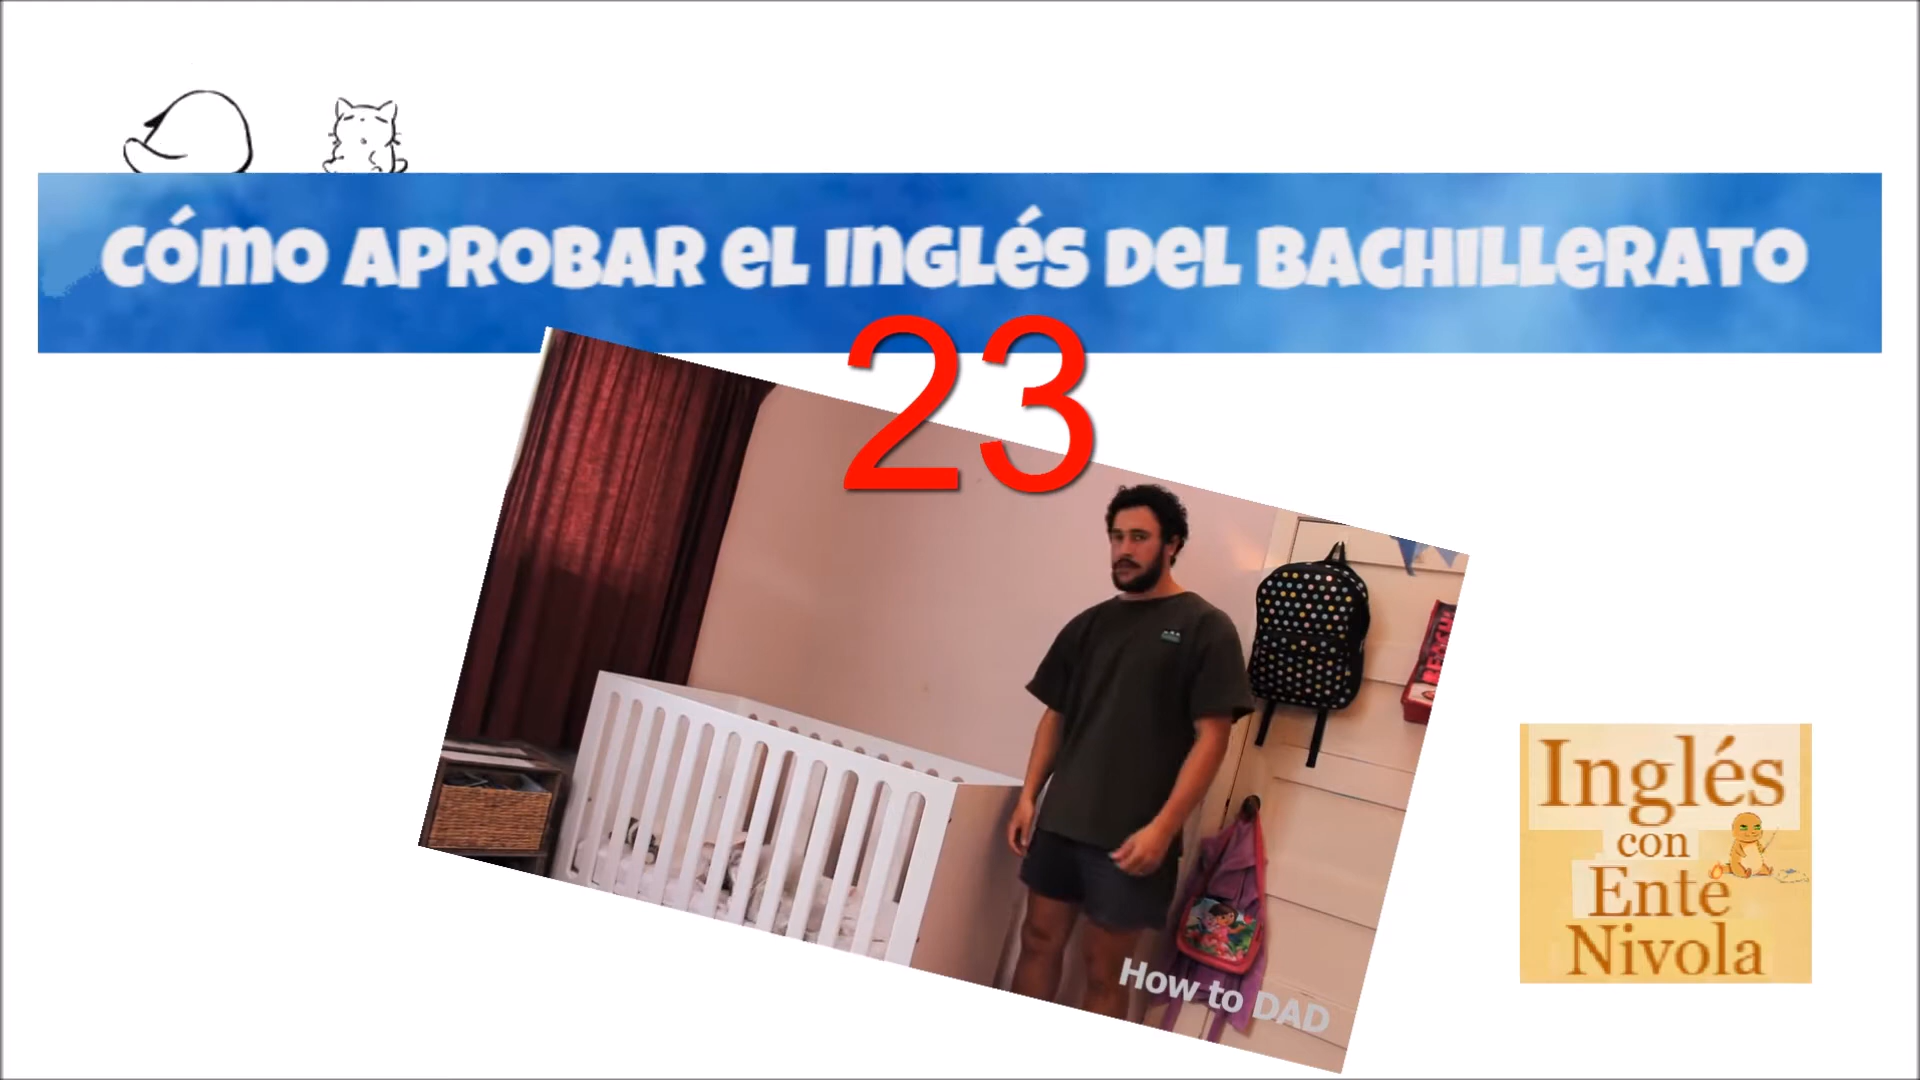 CÓMO APROBAR EL INGLÉS DEL BACHILLERATO
23
How to DAD
Inglés
con
Ente
Nivola